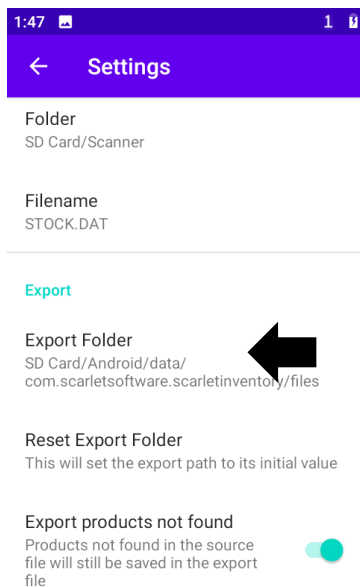 1:47 1
Settings
Folder
SD Card/Scanner
Filename
STOCK.DAT
Export
Export Folder
SD Card/Android/data/
com.scarletsoftware.scarletinventory/files
Reset Export Folder
This will set the export path to its initial value
Export products not found
Products not found in the source
file will still be saved in the export
file